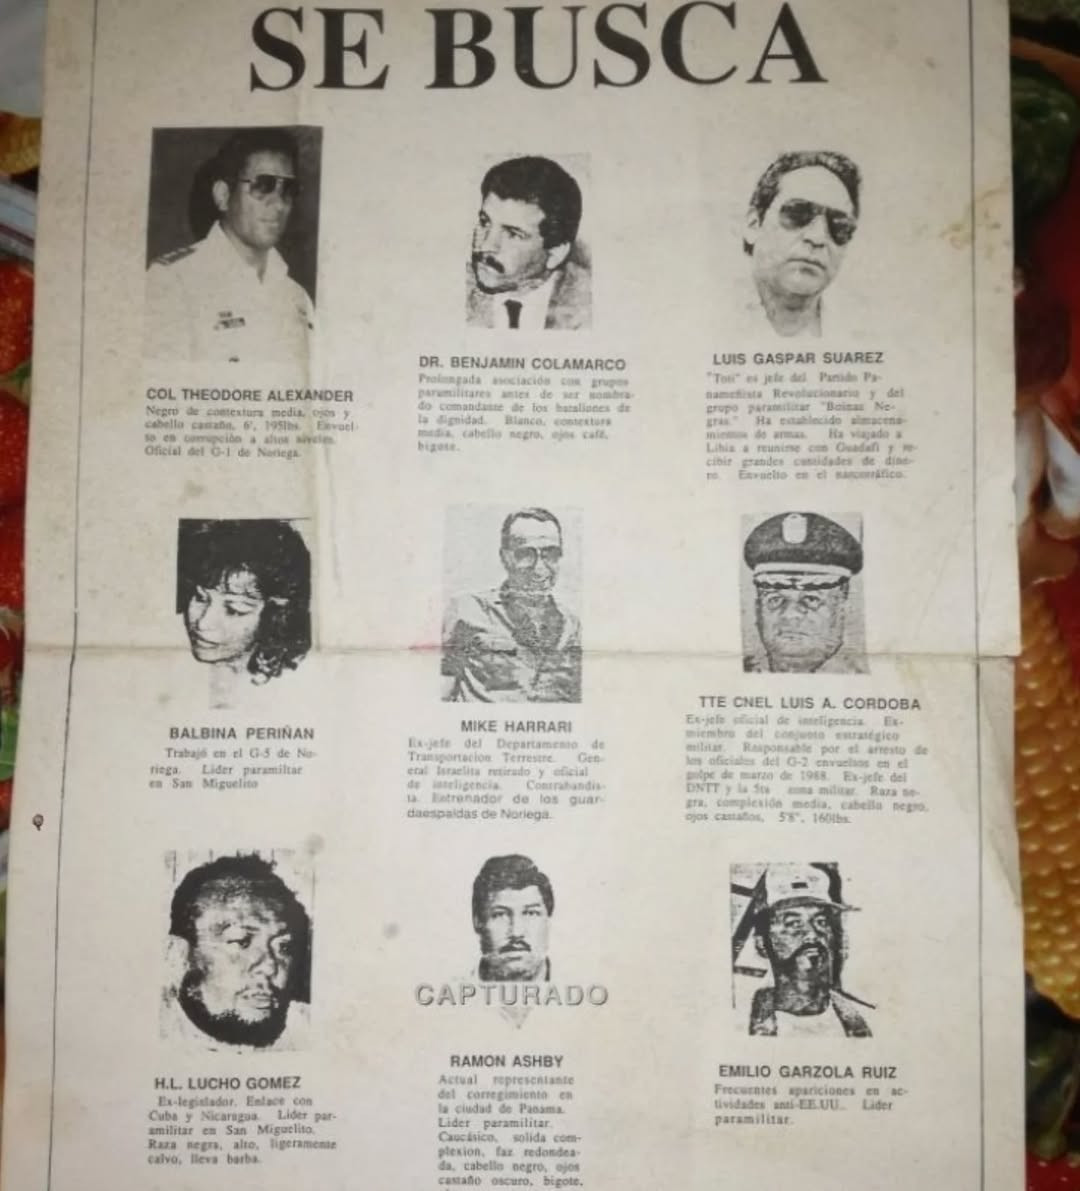 SE BUSCA
COL THEODORE ALEXANDER
Negro de contextura media, ojos y
cabello castaño, 6', 195lbs. Envuel-
to en corrupción a altos niveles.
Oficial del G-1 de Noriega.
DR. BENJAMIN COLAMARCO
Prolongada asociación con grupos
paramilitares antes de ser nombra-
do comandante de los batallones de
la dignidad. Blanco, contextura
media, cabello negro, ojos café,
bigote.
LUIS GASPAR SUAREZ
"Toti" es jefe del Partido Pa-
nameñista Revolucionario y del
grupo paramilitar "Boinas Ne-
gras." Ha establecido almacena-
mientos de armas. Ha viajado a
Libia a reunirse con Guadafi y re-
cibir grandes cantidades de dine-
ro. Envuelto en el narcotráfico.
BALBINA PERIÑAN
Trabajó en el G-5 de No-
riega. Lider paramiltar
en San Miguelito
MIKE HARRARI
Ex-jefe del Departamento de
Transportacion Terrestre. Gen-
eral Israelita retirado y oficial
de inteligencia. Contrabandis-
ta. Entrenador de los guar-
daespaldas de Noriega.
TTE CNEL LUIS A. CORDOBA
Ex-jefe oficial de inteligencia. Ex-
miembro del conjunto estratégico
militar. Responsable por el arresto de
los oficiales del G-2 envueltos en el
golpe de marzo de 1988. Ex-jefe del
DNTT y la 5ta zona militar. Raza ne-
gra, complexión media, cabello negro,
ojos castaños, 5'8", 160lbs.
H.L. LUCHO GOMEZ
Ex-legislador. Enlace con
Cuba y Nicaragua. Lider par-
amilitar en San Miguelito.
Raza negra, alto, ligeramente
calvo, lleva barba.
CAPTURADO
RAMON ASHBY
Actual representante
del corregimiento en
la ciudad de Panama.
Lider paramilitar.
Caucásico, solida com-
plexion, faz redondea-
da, cabello negro, ojos
castaño oscuro, bigote,
EMILIO GARZOLA RUIZ
Frecuentes apariciones en ac-
tividades anti-EE.UU.. Lider
paramilitar.